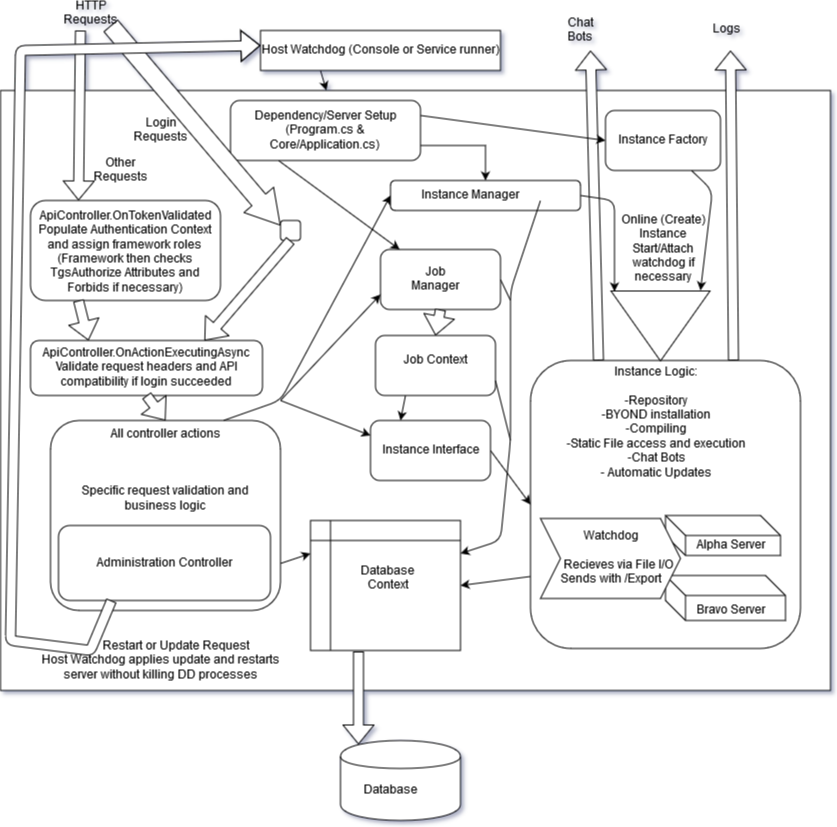 HTTP
Requests
Chat
Bots
Logs
Host Watchdog (Console or Service runner)
Dependency/Server Setup
(Program.cs &
Core/Application.cs)
Login
Requests
Instance Factory
Other
Requests
Instance Manager
ApiController.OnTokenValidated
Populate Authentication Context
and assign framework roles
(Framework then checks
TgsAuthorize Attributes and
Forbids if necessary)
Online (Create)
Instance
Start/Attach
watchdog if
necessary
Job
Manager
ApiController.OnActionExecutingAsync
Validate request headers and API
compatibility if login succeeded
Job Context
Instance Logic:
-Repository
-BYOND installation
-Compiling
-Static File access and execution
-Chat Bots
- Automatic Updates
All controller actions
Instance Interface
Specific request validation and
business logic
Administration Controller
Database
Context
Watchdog
Recieves via File I/O
Sends with /Export
Alpha Server
Bravo Server
Restart or Update Request
Host Watchdog applies update and restarts
server without killing DD processes
Database